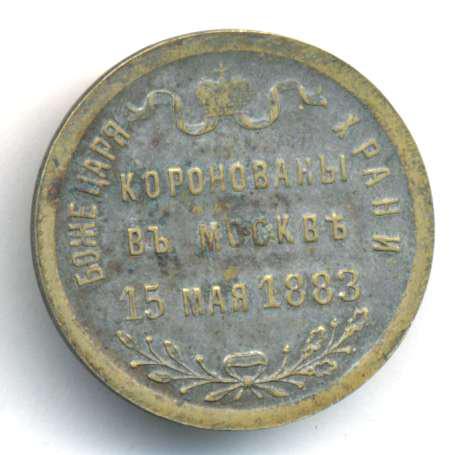 БОЖЕ ЦАРЯ ХРАНИ
КОРОНОВАНЫ
ВЪ МОСКВѢ
15 МАЯ 1883